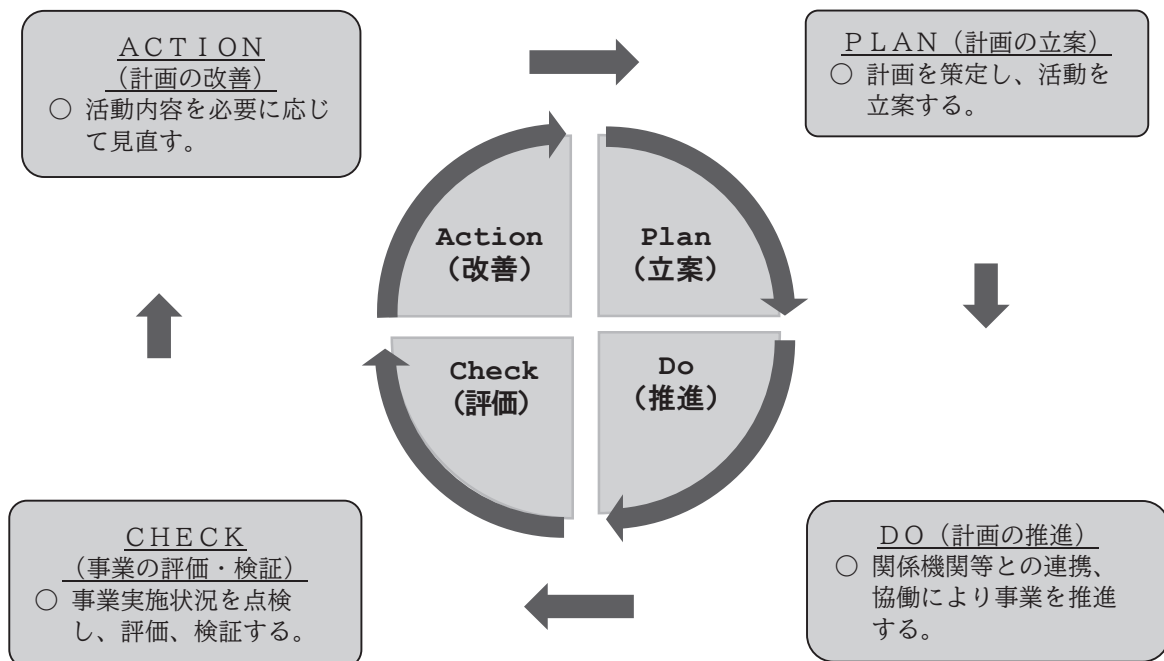 ＡＣＴＩＯＮ
（計画の改善）
○ 活動内容を必要に応じ
て見直す。
ＰＬＡＮ（計画の立案）
○ 計画を策定し、活動を
立案する。
Action
（改善）
Plan
（立案）
Check
（評価）
Do
（推進）
ＣＨＥＣＫ
（事業の評価・検証）
○ 事業実施状況を点検
し、評価、検証する。
ＤＯ（計画の推進）
○ 関係機関等との連携、
協働により事業を推進
する。